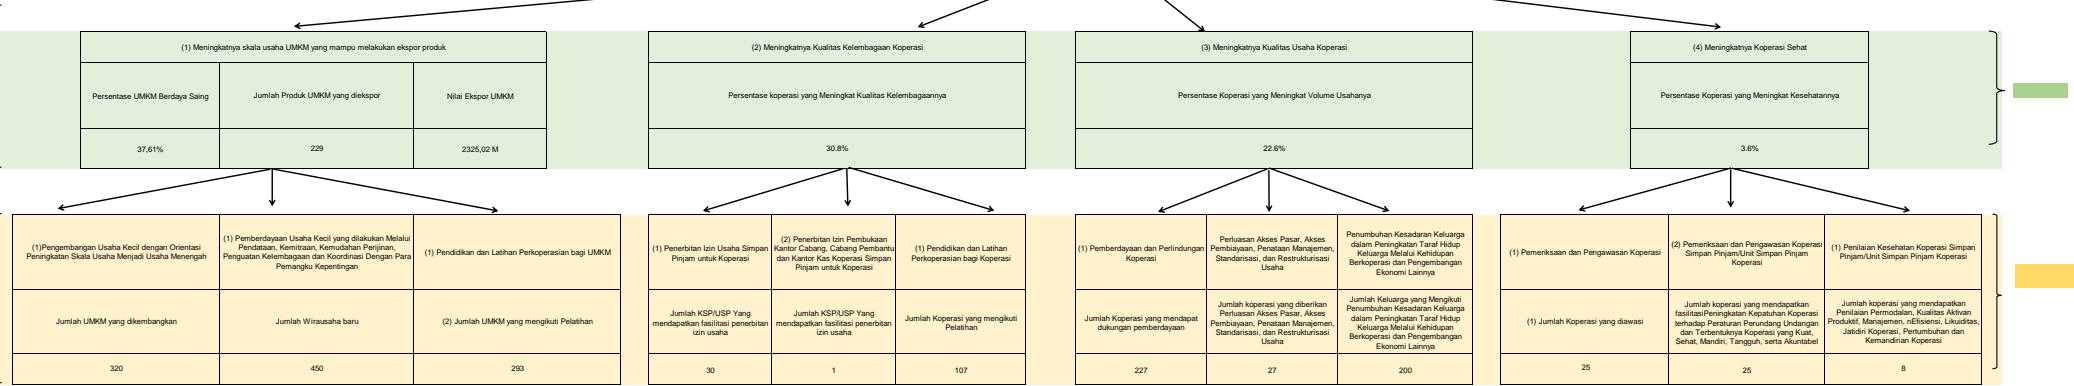 (1) Meningkatnya skala usaha UMKM yang mampu melakukan ekspor produk
Persentase UMKM Berdaya Saing
Jumlah Produk UMKM yang diekspor
Nilai Ekspor UMKM
37,61%
229
2325,02 M
(2) Meningkatnya Kualitas Kelembagaan Koperasi
Persentase koperasi yang Meningkat Kualitas Kelembagaannya
30.8%
(3) Meningkatnya Kualitas Usaha Koperasi
Persentase Koperasi yang Meningkat Volume Usahanya
22.6%
(4) Meningkatnya Koperasi Sehat
Persentase Koperasi yang Meningkat Kesehatannya
3.6%
(1)Pengembangan Usaha Kecil dengan Orientasi
Peningkatan Skala Usaha Menjadi Usaha Menengah
(1) Pemberdayaan Usaha Kecil yang dilakukan Melalui
Pendataan, Kemitraan, Kemudahan Perijinan,
Penguatan Kelembagaan dan Koordinasi Dengan Para
Pemangku Kepentingan
(1) Pendidikan dan Latihan Perkoperasian bagi UMKM
Jumlah UMKM yang dikembangkan
Jumlah Wirausaha baru
(2) Jumlah UMKM yang mengikuti Pelatihan
320
450
293
(1) Penerbitan Izin Usaha Simpan
Pinjam untuk Koperasi
(2) Penerbitan Izin Pembukaan
Kantor Cabang, Cabang Pembantu
dan Kantor Kas Koperasi Simpan
Pinjam untuk Koperasi
(1) Pendidikan dan Latihan
Perkoperasian bagi Koperasi
Jumlah KSP/USP Yang
mendapatkan fasilitasi penerbitan
izin usaha
Jumlah KSP/USP Yang
mendapatkan fasilitasi penerbitan
izin usaha
Jumlah Koperasi yang mengikuti
Pelatihan
30
1
107
(1) Pemberdayaan dan Perlindungan
Koperasi
Perluasan Akses Pasar, Akses
Pembiayaan, Penataan Manajemen,
Standarisasi, dan Restrukturisasi
Usaha
Penumbuhan Kesadaran Keluarga
dalam Peningkatan Taraf Hidup
Keluarga Melalui Kehidupan
Berkoperasi dan Pengembangan
Ekonomi Lainnya
Jumlah Koperasi yang mendapat
dukungan pemberdayaan
Jumlah koperasi yang diberikan
Perluasan Akses Pasar, Akses
Pembiayaan, Penataan Manajemen,
Standarisasi, dan Restrukturisasi
Usaha
Jumlah Keluarga yang Mengikuti
Penumbuhan Kesadaran Keluarga
dalam Peningkatan Taraf Hidup
Keluarga Melalui Kehidupan
Berkoperasi dan Pengembangan
Ekonomi Lainnya
227
27
200
(1) Pemeriksaan dan Pengawasan Koperasi
(2) Pemeriksaan dan Pengawasan Koperasi
Simpan Pinjam/Unit Simpan Pinjam
Koperasi
(1) Penilaian Kesehatan Koperasi Simpan
Pinjam/Unit Simpan Pinjam Koperasi
(1) Jumlah Koperasi yang diawasi
Jumlah koperasi yang mendapatkan
fasilitasiPeningkatan Kepatuhan Koperasi
terhadap Peraturan Perundang Undangan
dan Terbentuknya Koperasi yang Kuat,
Sehat, Mandiri, Tangguh, serta Akuntabel
Jumlah koperasi yang mendapatkan
Penilaian Permodalan, Kualitas Aktivan
Produktif, Manajemen, nEfisiensi, Likuiditas,
Jatidiri Koperasi, Pertumbuhan dan
Kemandirian Koperasi
25
25
8